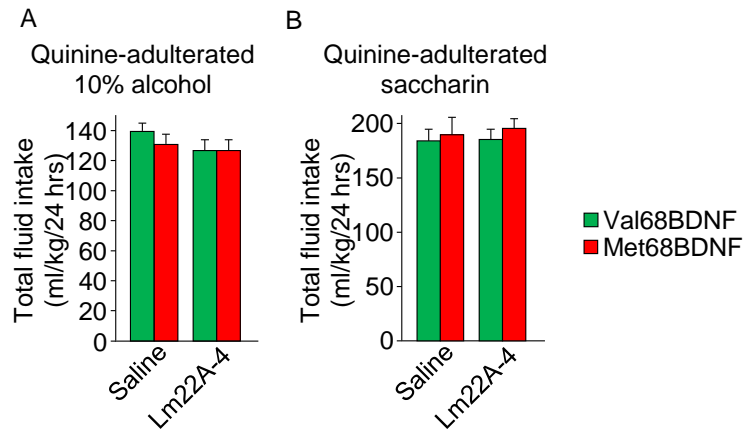 A
Quinine-adulterated
10% alcohol
Total fluid intake
(ml/kg/24 hrs)
140
120
100
80
60
40
20
0
Saline
Lm22A-4
B
Quinine-adulterated
saccharin
Total fluid intake
(ml/kg/24 hrs)
200
150
100
50
0
Saline
Lm22A-4
Val68BDNF
Met68BDNF